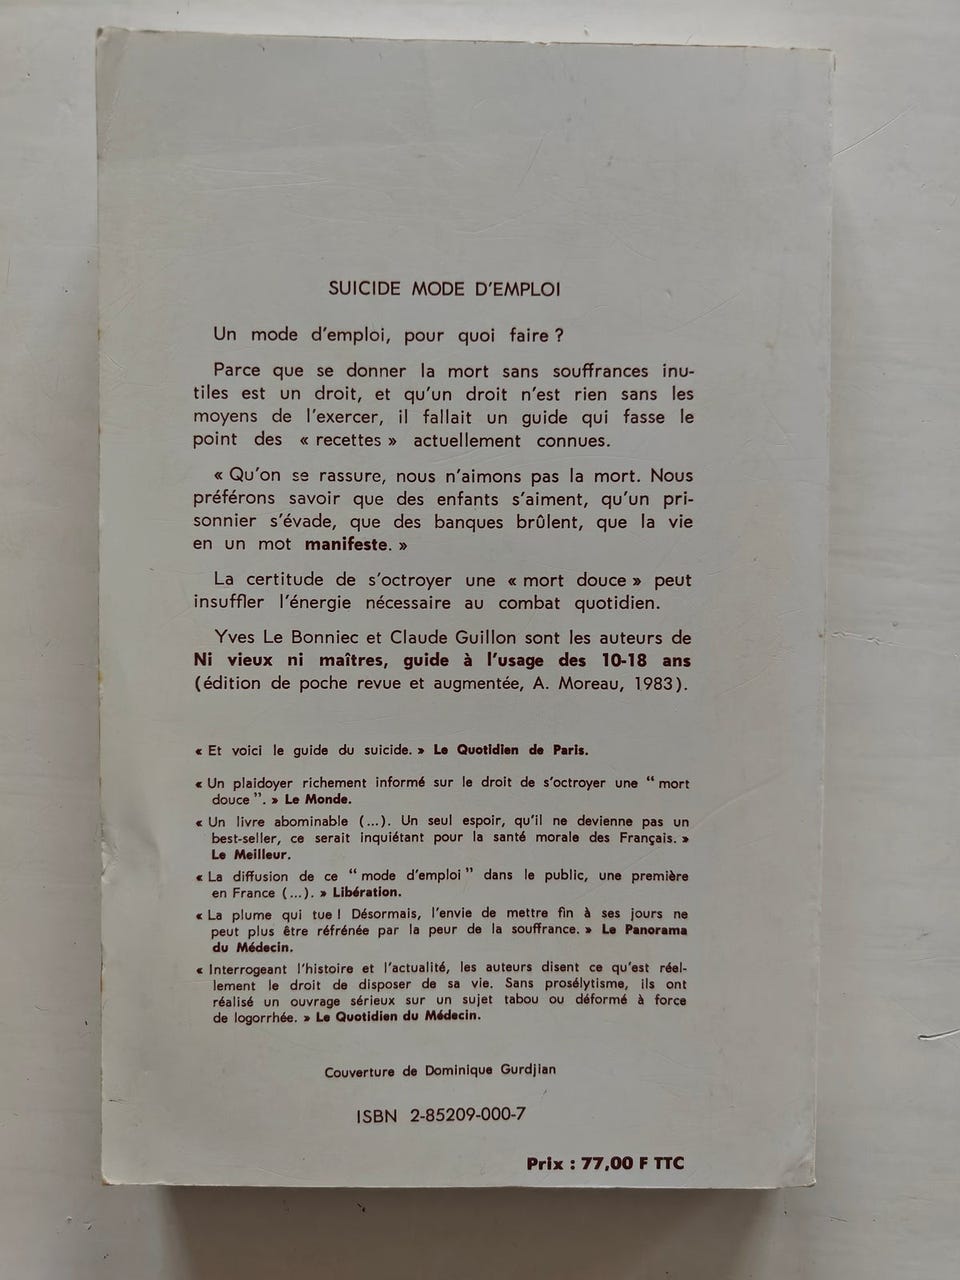 SUICIDE MODE D'EMPLOI
Un mode d'emploi, pour quoi faire ?
Parce que se donner la mort sans souffrances inu-
tiles est un droit, et qu'un droit n'est rien sans les
moyens de l'exercer, il fallait un guide qui fasse le
point des « recettes » actuellement connues.
« Qu'on se rassure, nous n'aimons pas la mort. Nous
préférons savoir que des enfants s'aiment, qu'un pri-
sonnier s'évade, que des banques brûlent, que la vie
en un mot manifeste. »
La certitude de s'octroyer une « mort douce » peut
insuffler l'énergie nécessaire au combat quotidien.
Yves Le Bonniec et Claude Guillon sont les auteurs de
Ni vieux ni maîtres, guide à l'usage des 10-18 ans
(édition de poche revue et augmentée, A. Moreau, 1983).
« Et voici le guide du suicide. » Le Quotidien de Paris.
« Un plaidoyer richement informé sur le droit de s'octroyer une “ mort
douce ”. » Le Monde.
« Un livre abominable (...). Un seul espoir, qu'il ne devienne pas un
best-seller, ce serait inquiétant pour la santé morale des Français. »
Le Meilleur.
« La diffusion de ce “ mode d'emploi ” dans le public, une première
en France (...). » Libération.
« La plume qui tue ! Désormais, l'envie de mettre fin à ses jours ne
peut plus être réfrénée par la peur de la souffrance. » Le Panorama
du Médecin.
« Interrogeant l'histoire et l'actualité, les auteurs disent ce qu'est réel-
lement le droit de disposer de sa vie. Sans prosélytisme, ils ont
réalisé un ouvrage sérieux sur un sujet tabou ou déformé à force
de logorrhée. » Le Quotidien du Médecin.
Couverture de Dominique Gurdjian
ISBN 2-85209-000-7
Prix : 77,00 F TTC